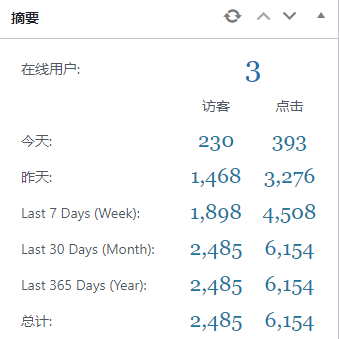 摘要
在线用户: 3
访客 点击
今天: 230 393
昨天: 1,468 3,276
Last 7 Days (Week): 1,898 4,508
Last 30 Days (Month): 2,485 6,154
Last 365 Days (Year): 2,485 6,154
总计: 2,485 6,154